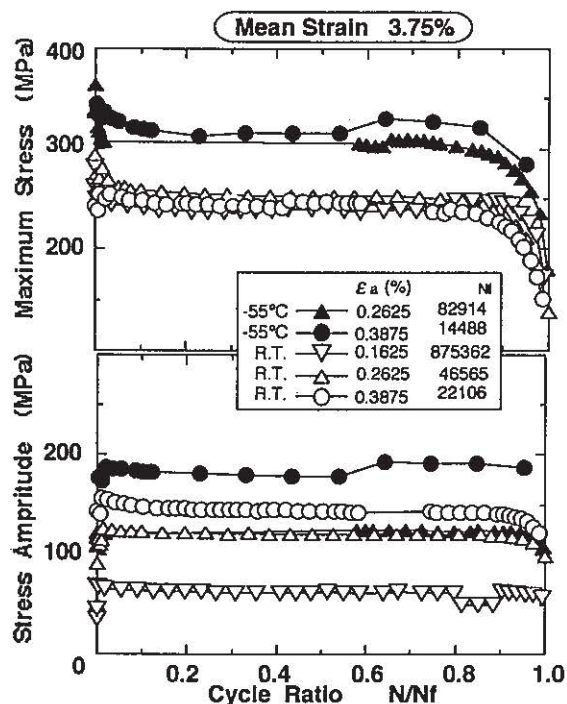 Mean Strain 3.75%
Maximum Stress (MPa)
400
300
200
εa (%) Nf
-55°C 0.2625 82914
-55°C 0.3875 14488
R.T. 0.1625 875362
R.T. 0.2625 46565
R.T. 0.3875 22106
Stress Ampritude (MPa)
200
100
0
0 0.2 0.4 0.6 0.8 1.0
Cycle Ratio N/Nf